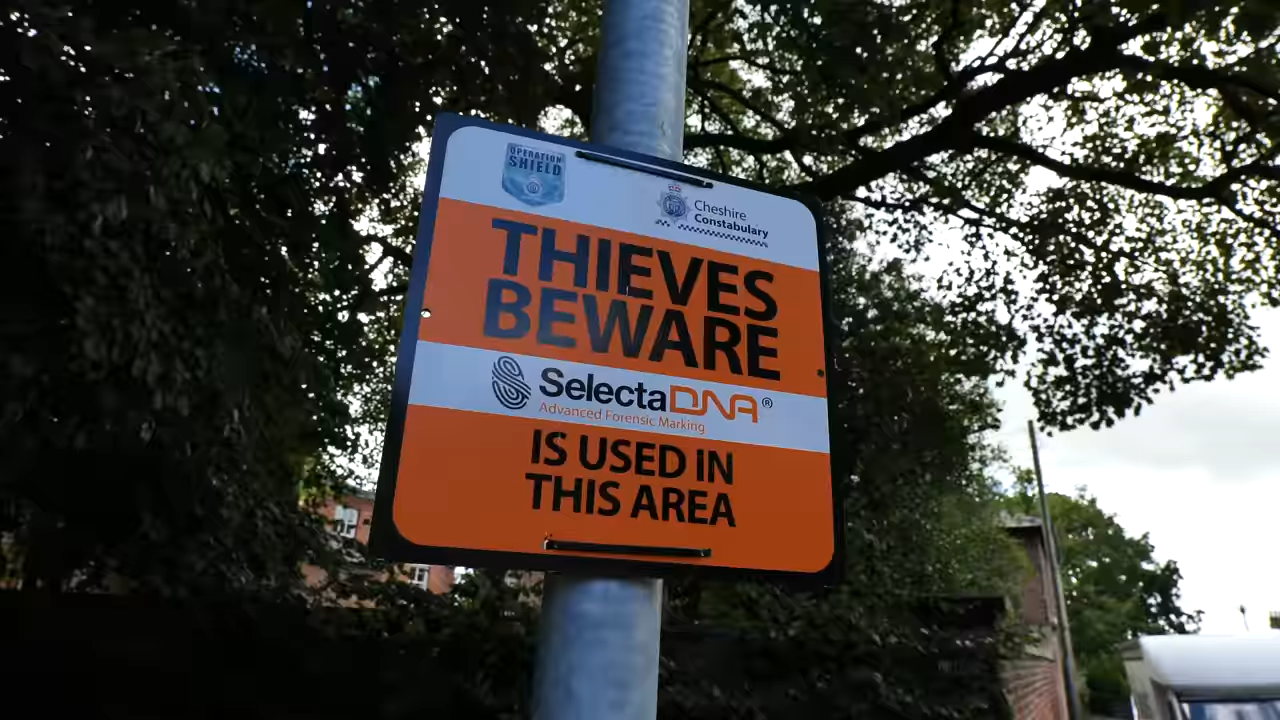 OPERATION
SHIELD
Cheshire
Constabulary
THIEVES
BEWARE
SelectaDNA®
Advanced Forensic Marking
IS USED IN
THIS AREA